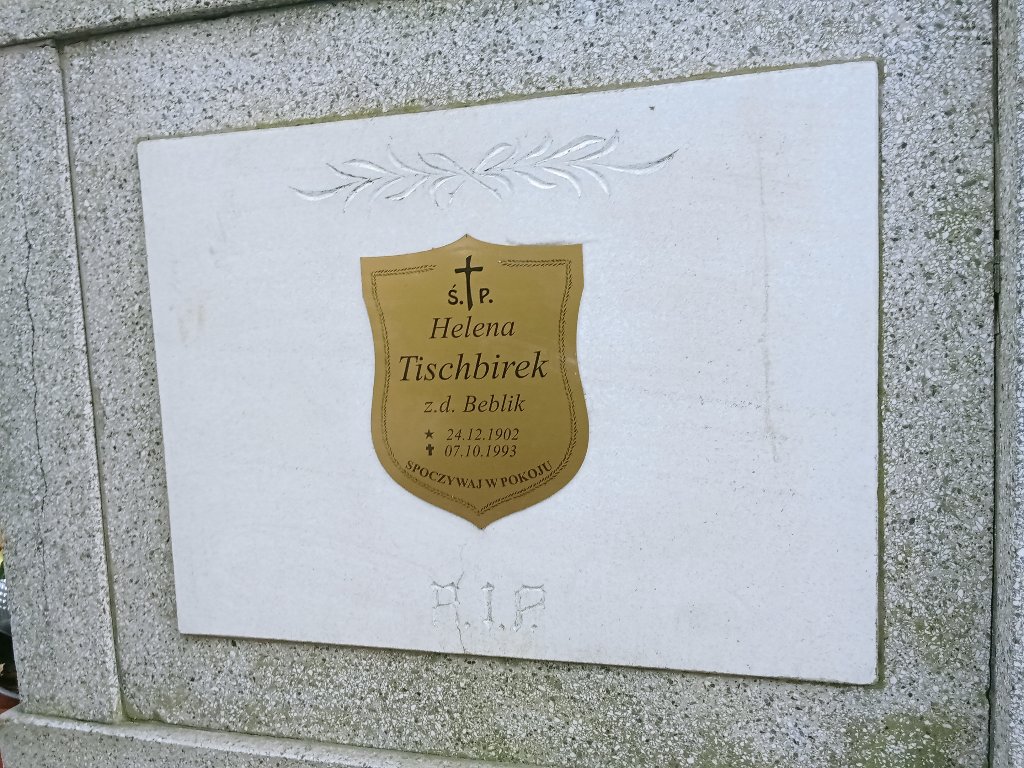 Ś. P.
Helena
Tischbirek
z.d. Beblik
★ 24.12.1902
✝ 07.10.1993
SPOCZYWAJ W POKOJU
R.I.P.